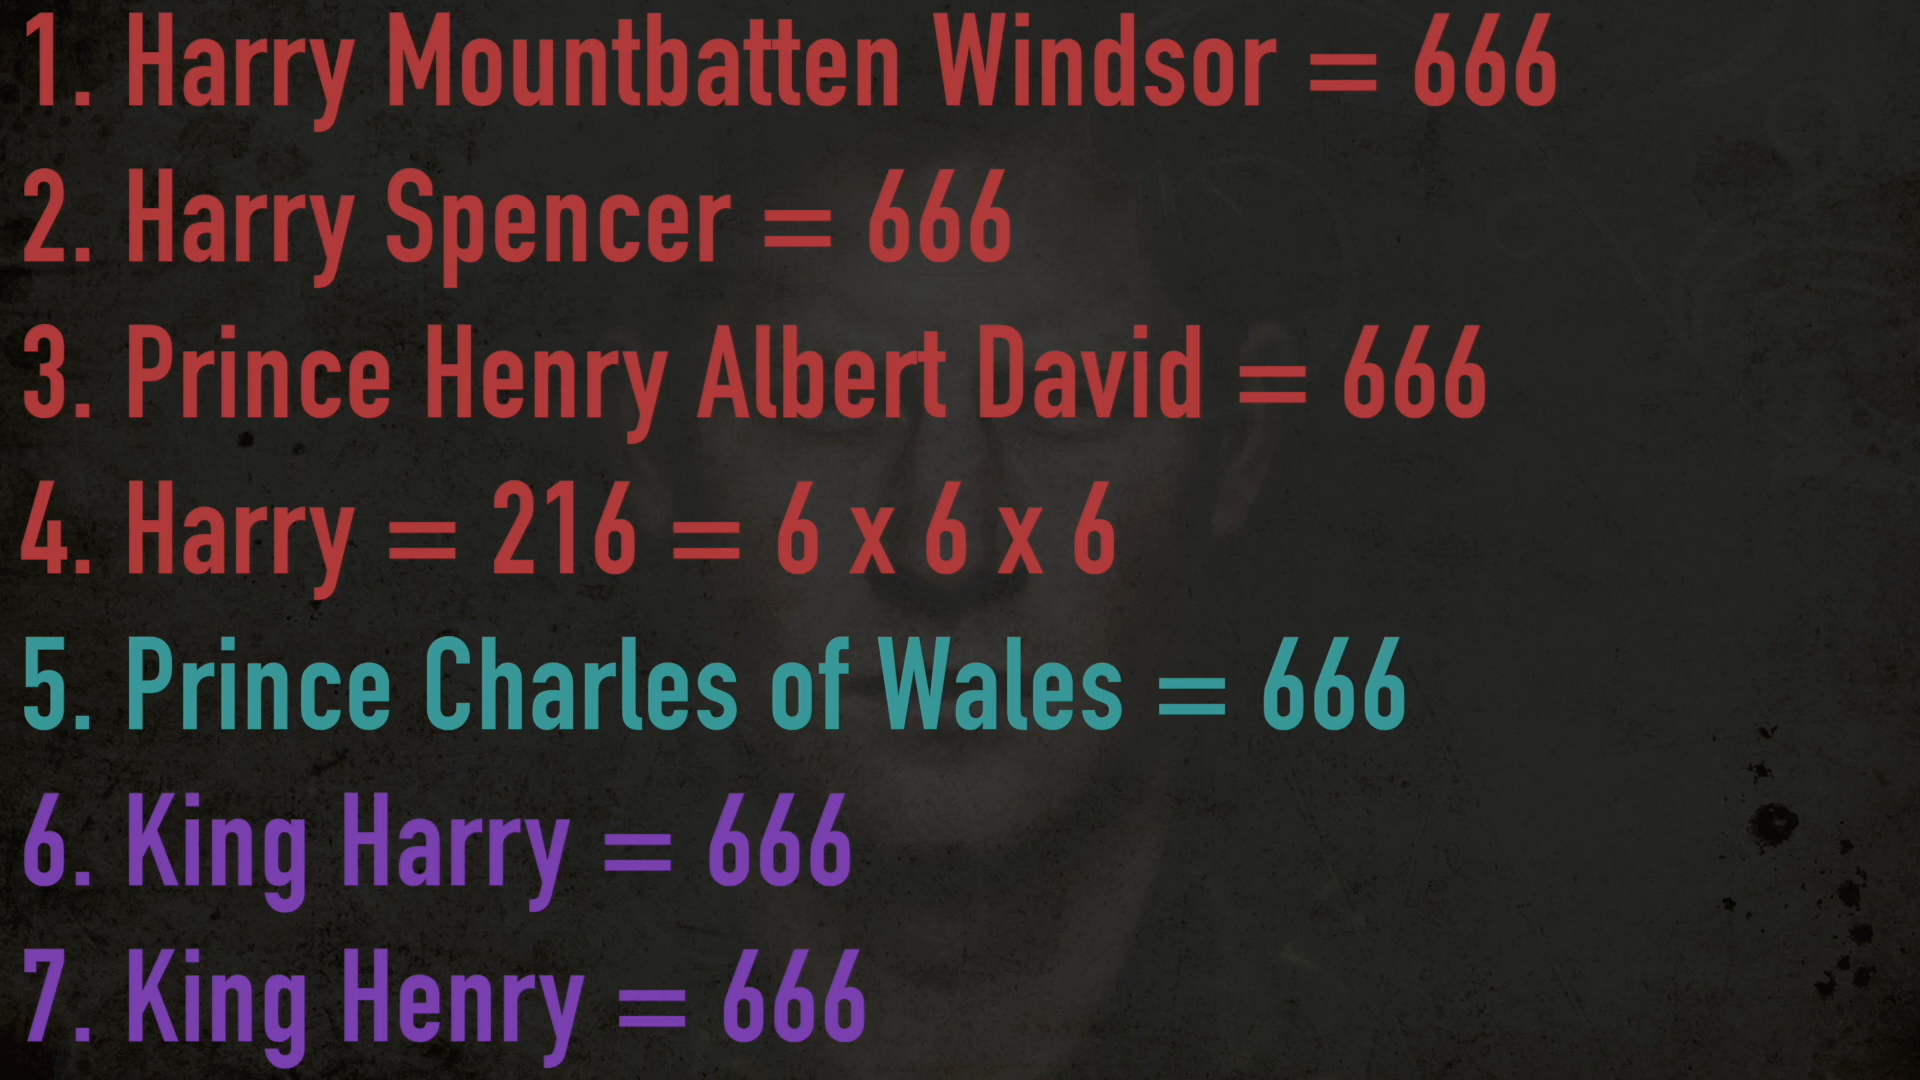 1. Harry Mountbatten Windsor = 666
2. Harry Spencer = 666
3. Prince Henry Albert David = 666
4. Harry = 216 = 6 x 6 x 6
5. Prince Charles of Wales = 666
6. King Harry = 666
7. King Henry = 666